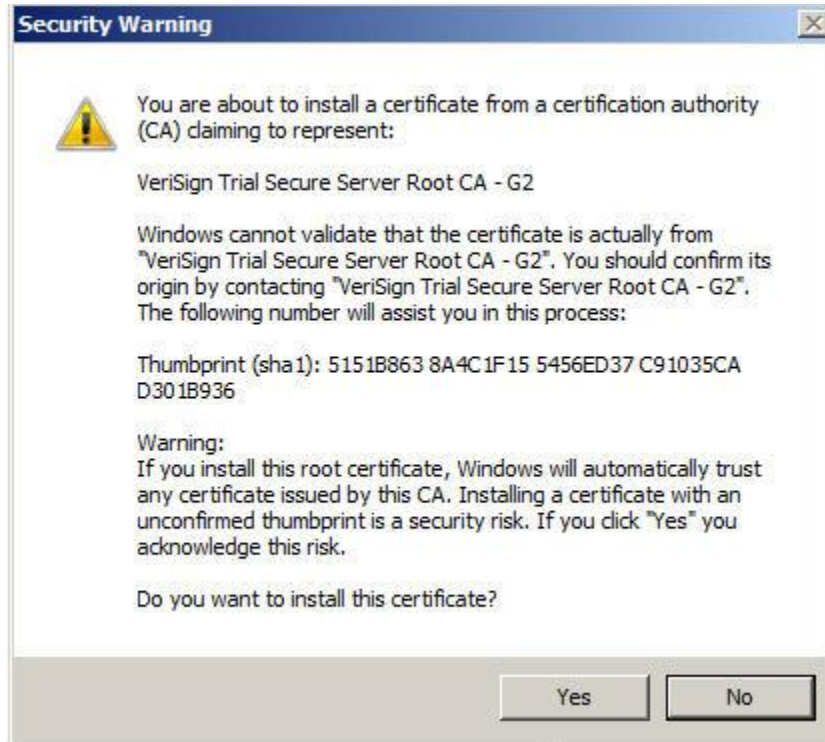 Security Warning
You are about to install a certificate from a certification authority
(CA) claiming to represent:
VeriSign Trial Secure Server Root CA - G2
Windows cannot validate that the certificate is actually from
"VeriSign Trial Secure Server Root CA - G2". You should confirm its
origin by contacting "VeriSign Trial Secure Server Root CA - G2".
The following number will assist you in this process:
Thumbprint (sha1): 5151B863 8A4C1F15 5456ED37 C91035CA
D301B936
Warning:
If you install this root certificate, Windows will automatically trust
any certificate issued by this CA. Installing a certificate with an
unconfirmed thumbprint is a security risk. If you click "Yes" you
acknowledge this risk.
Do you want to install this certificate?
Yes No